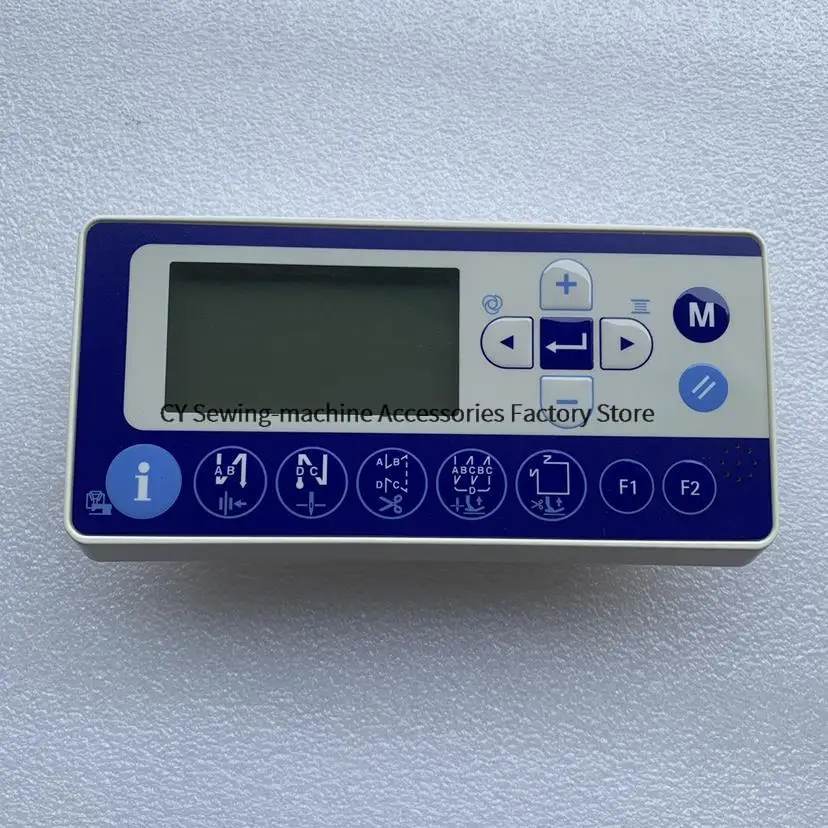 M
CY Sewing-machine Accessories Factory Store
i
A B
D C
A B
D C
ABCBC
D
F1
F2